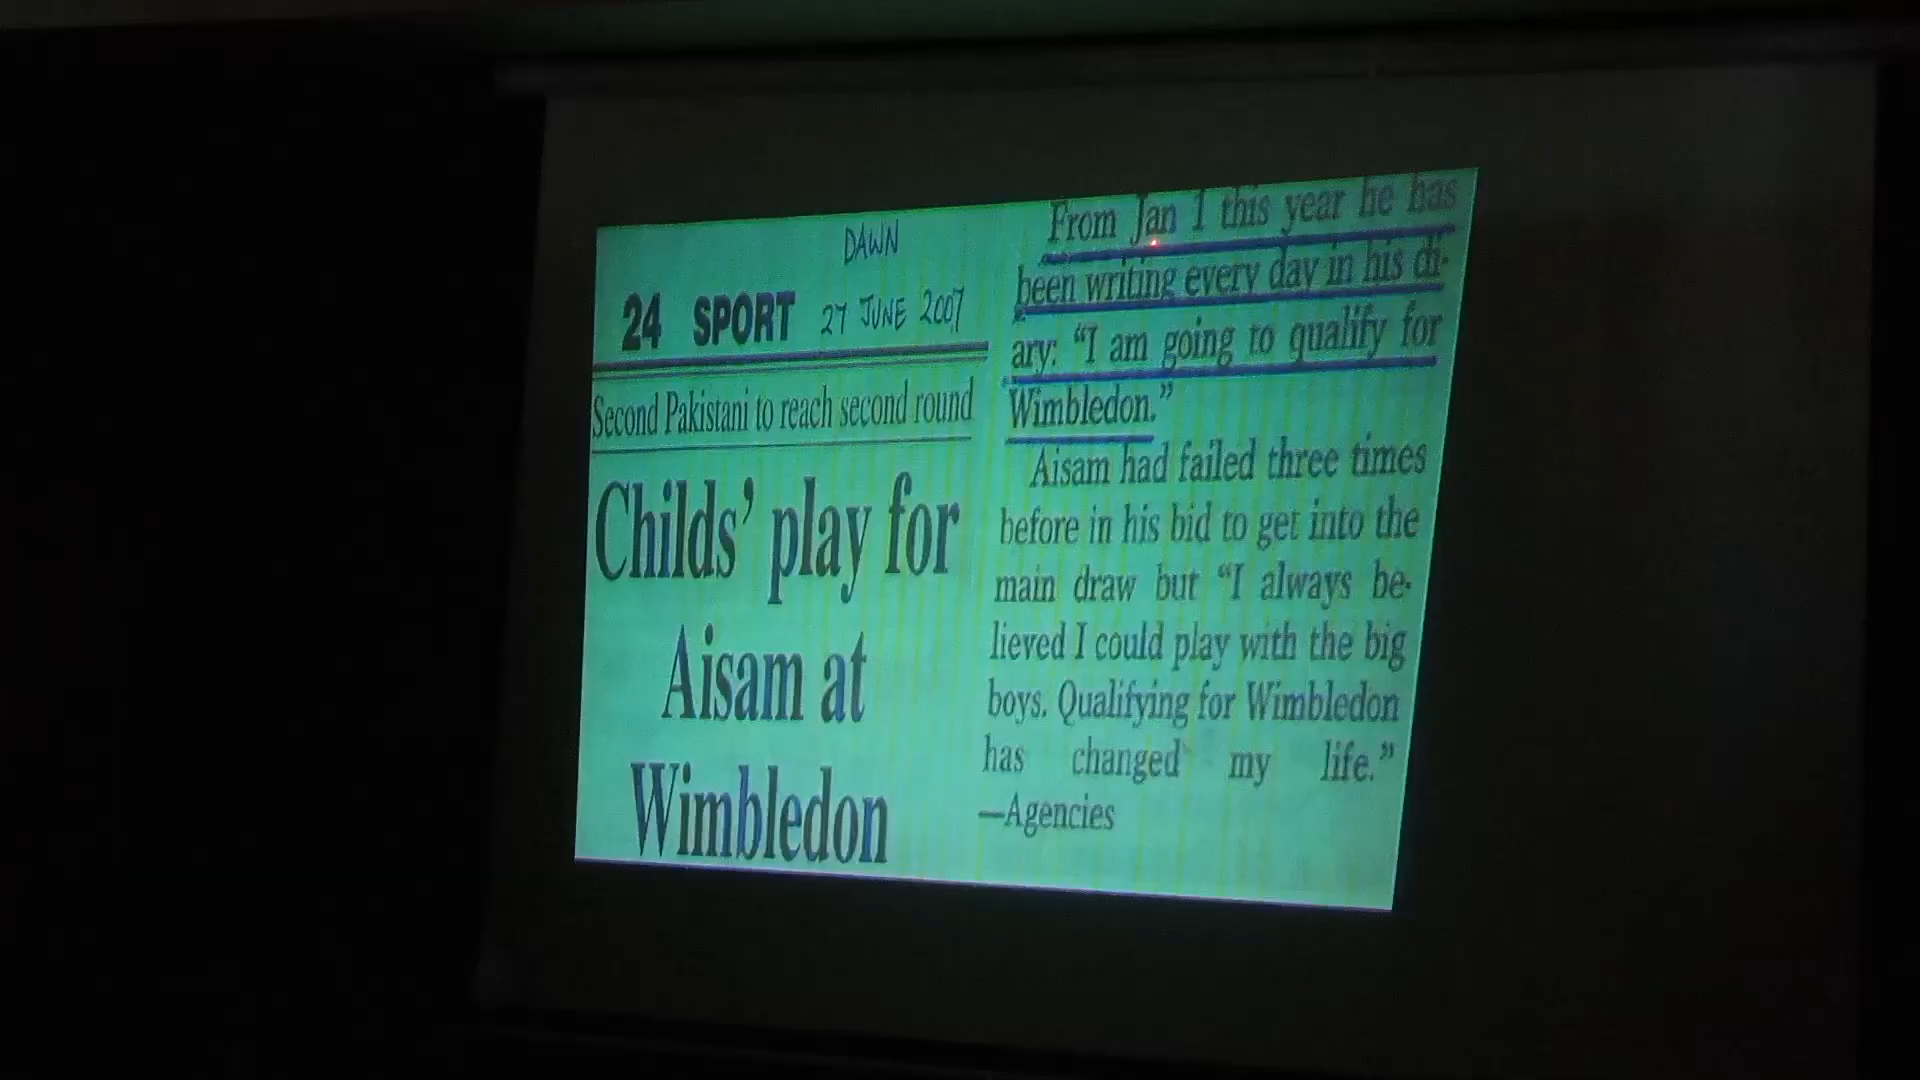 DAWN
24 SPORT 27 JUNE 2007
Second Pakistani to reach second round
Childs’ play for
Aisam at
Wimbledon
From Jan 1 this year he has
been writing every day in his di-
ary: “I am going to qualify for
Wimbledon.”
Aisam had failed three times
before in his bid to get into the
main draw but “I always be-
lieved I could play with the big
boys. Qualifying for Wimbledon
has changed my life.”
—Agencies